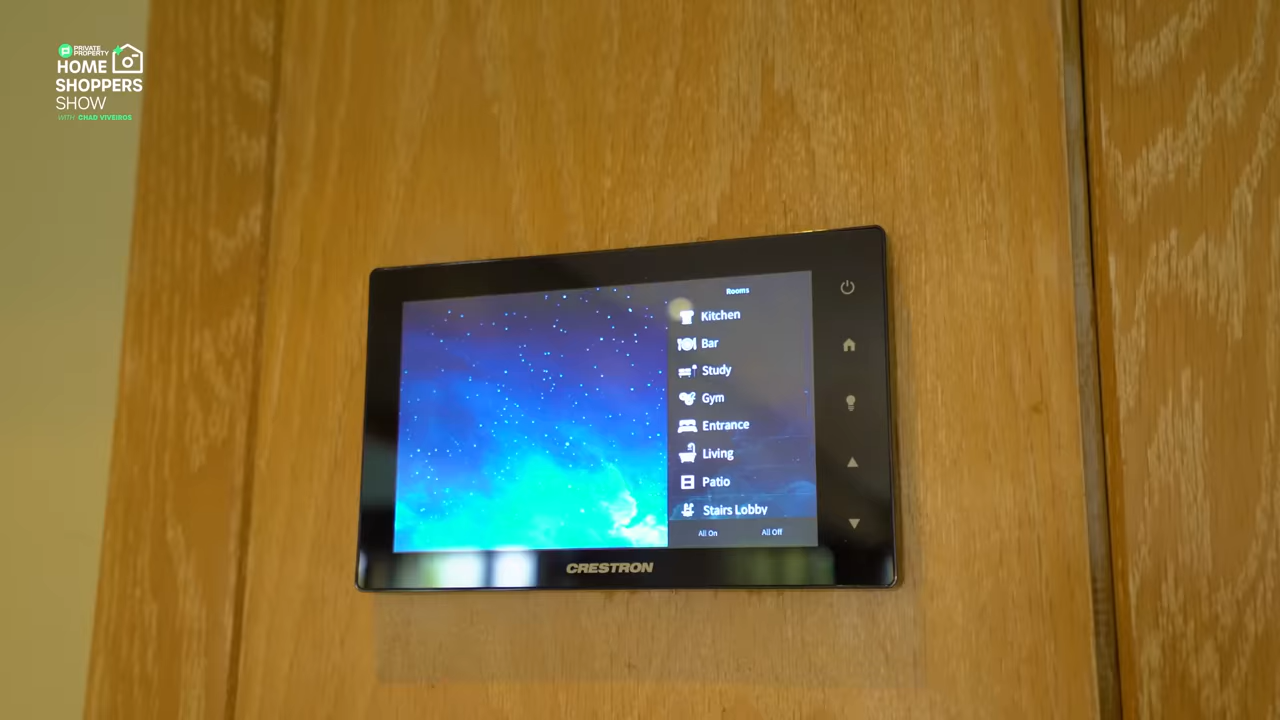 PRIVATE
PROPERTY
HOME
SHOPPERS
SHOW
WITH CHAD VIVEIROS
Rooms
Kitchen
Bar
Study
Gym
Entrance
Living
Patio
Stairs Lobby
All On All Off
CRESTRON